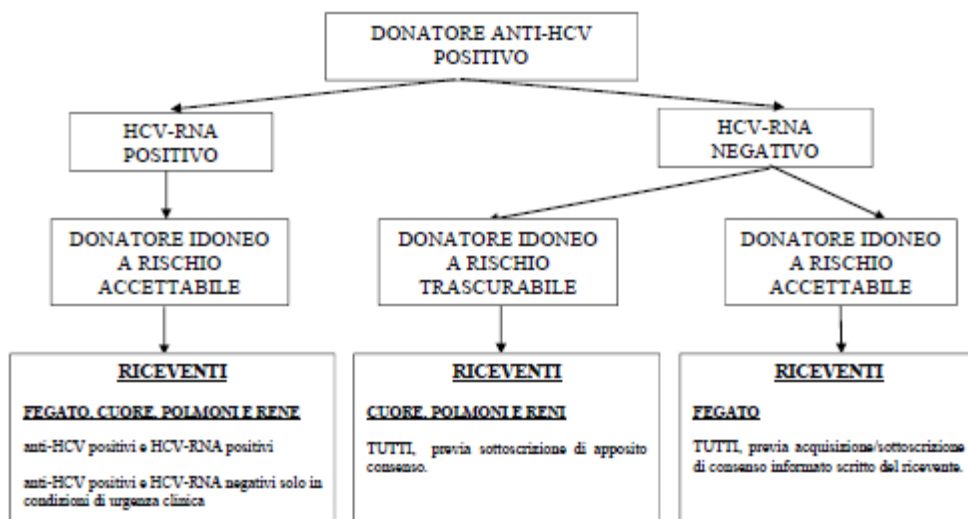 DONATORE ANTI-HCV
POSITIVO
HCV-RNA
POSITIVO
HCV-RNA
NEGATIVO
DONATORE IDONEO
A RISCHIO
ACCETTABILE
DONATORE IDONEO
A RISCHIO
TRASCURABILE
DONATORE IDONEO
A RISCHIO
ACCETTABILE
RICEVENTI
FEGATO, CUORE, POLMONI E RENE
anti-HCV positivi e HCV-RNA positivi
anti-HCV positivi e HCV-RNA negativi solo in
condizioni di urgenza clinica
RICEVENTI
CUORE, POLMONI E RENI
TUTTI, previa sottoscrizione di apposito
consenso.
RICEVENTI
FEGATO
TUTTI, previa acquisizione/sottoscrizione
di consenso informato scritto del ricevente.